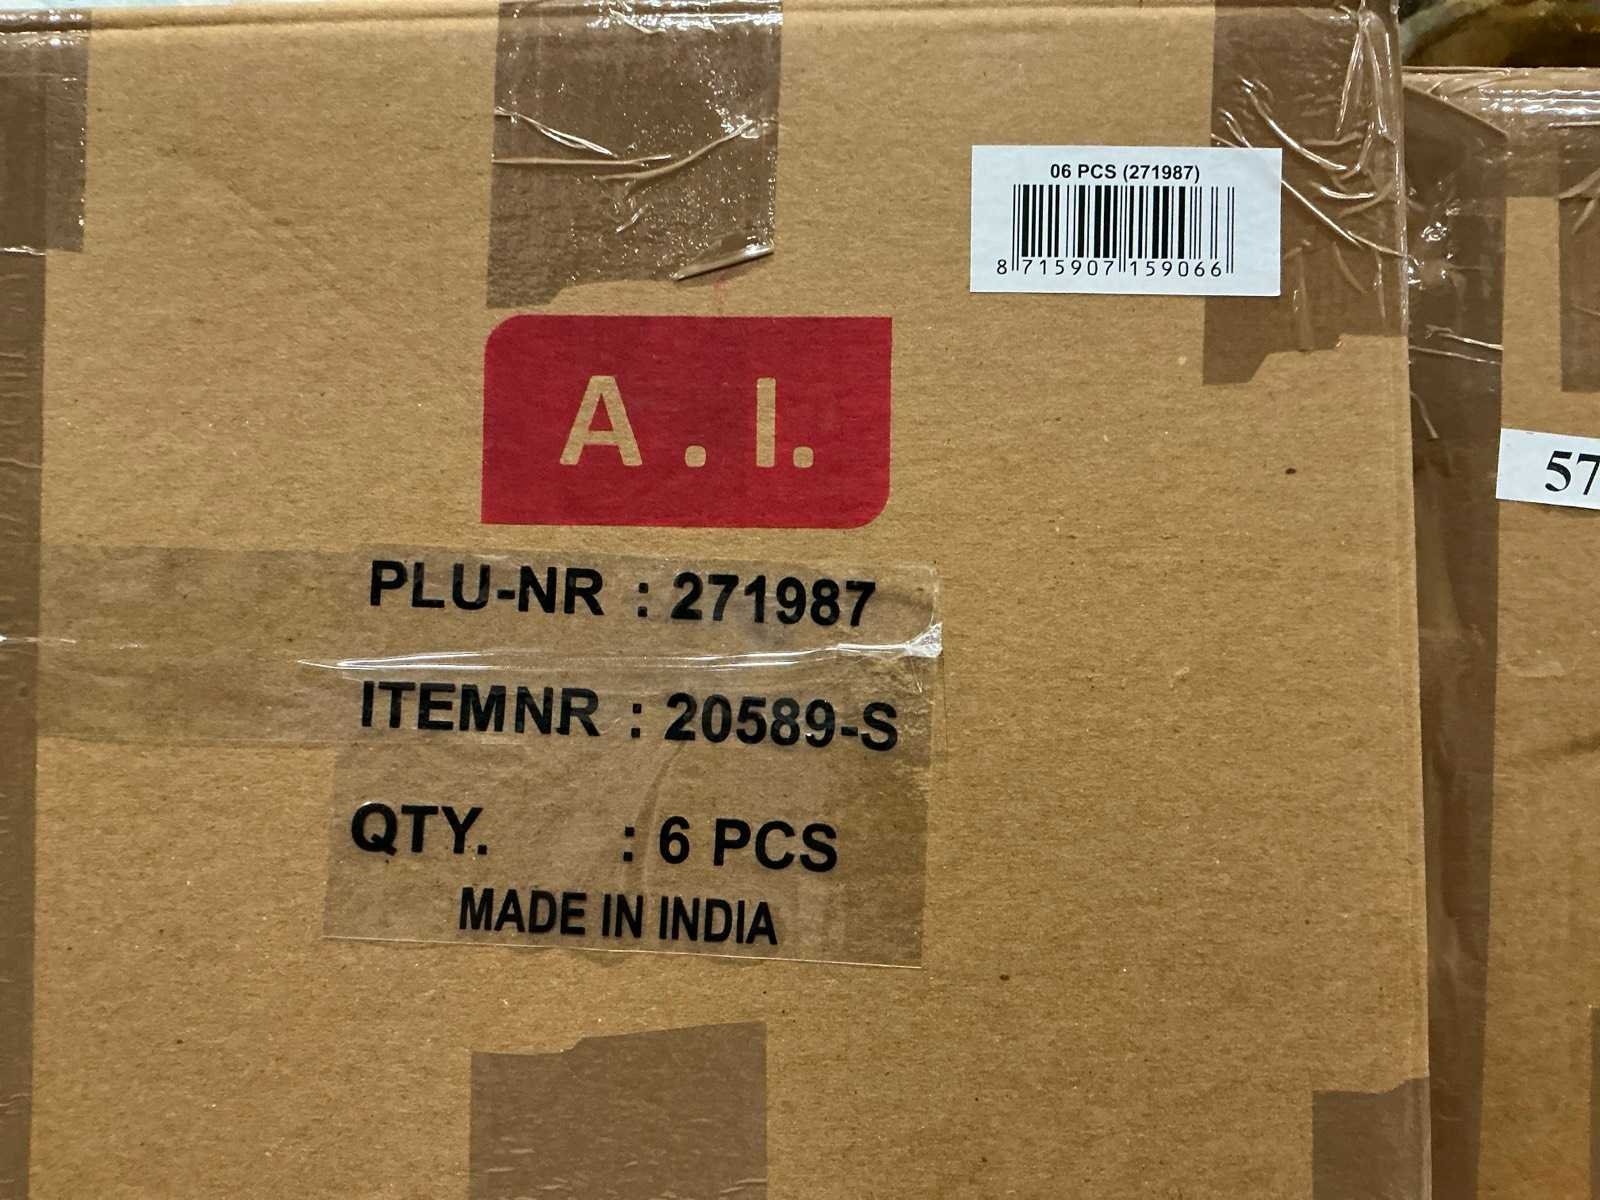 06 PCS (271987)
8 715907 159066
A . I.
57
PLU-NR : 271987
ITEMNR : 20589-S
QTY. : 6 PCS
MADE IN INDIA